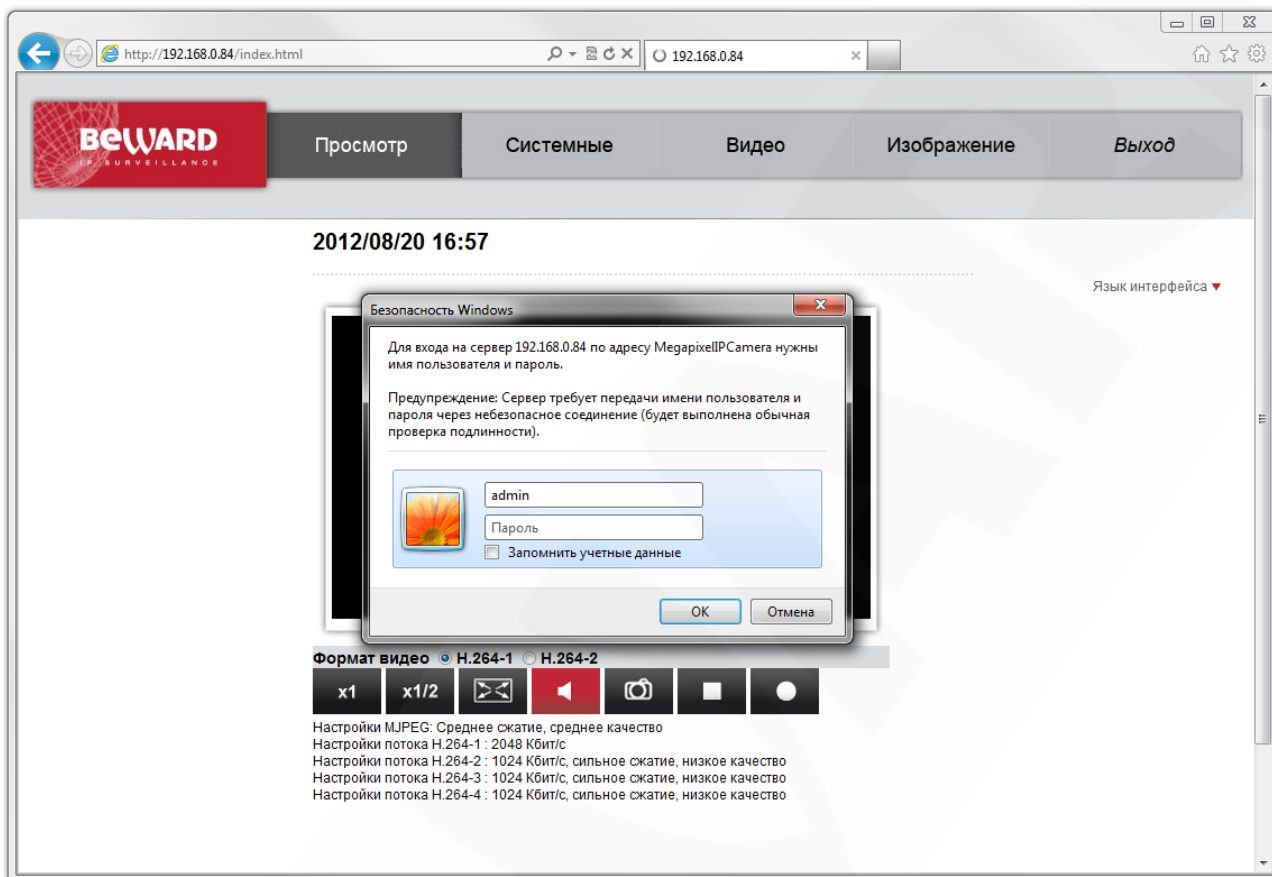 http://192.168.0.84/index.html
192.168.0.84
BEWARD
IP SURVEILLANCE
Просмотр
Системные
Видео
Изображение
Выход
2012/08/20 16:57
Язык интерфейса
Безопасность Windows
Для входа на сервер 192.168.0.84 по адресу MegapixelIPCamera нужны
имя пользователя и пароль.
Предупреждение: Сервер требует передачи имени пользователя и
пароля через небезопасное соединение (будет выполнена обычная
проверка подлинности).
admin
Пароль
Запомнить учетные данные
OK
Отмена
Формат видео H.264-1 H.264-2
x1
x1/2
Настройки MJPEG: Среднее сжатие, среднее качество
Настройки потока H.264-1 : 2048 Кбит/с
Настройки потока H.264-2 : 1024 Кбит/с, сильное сжатие, низкое качество
Настройки потока H.264-3 : 1024 Кбит/с, сильное сжатие, низкое качество
Настройки потока H.264-4 : 1024 Кбит/с, сильное сжатие, низкое качество